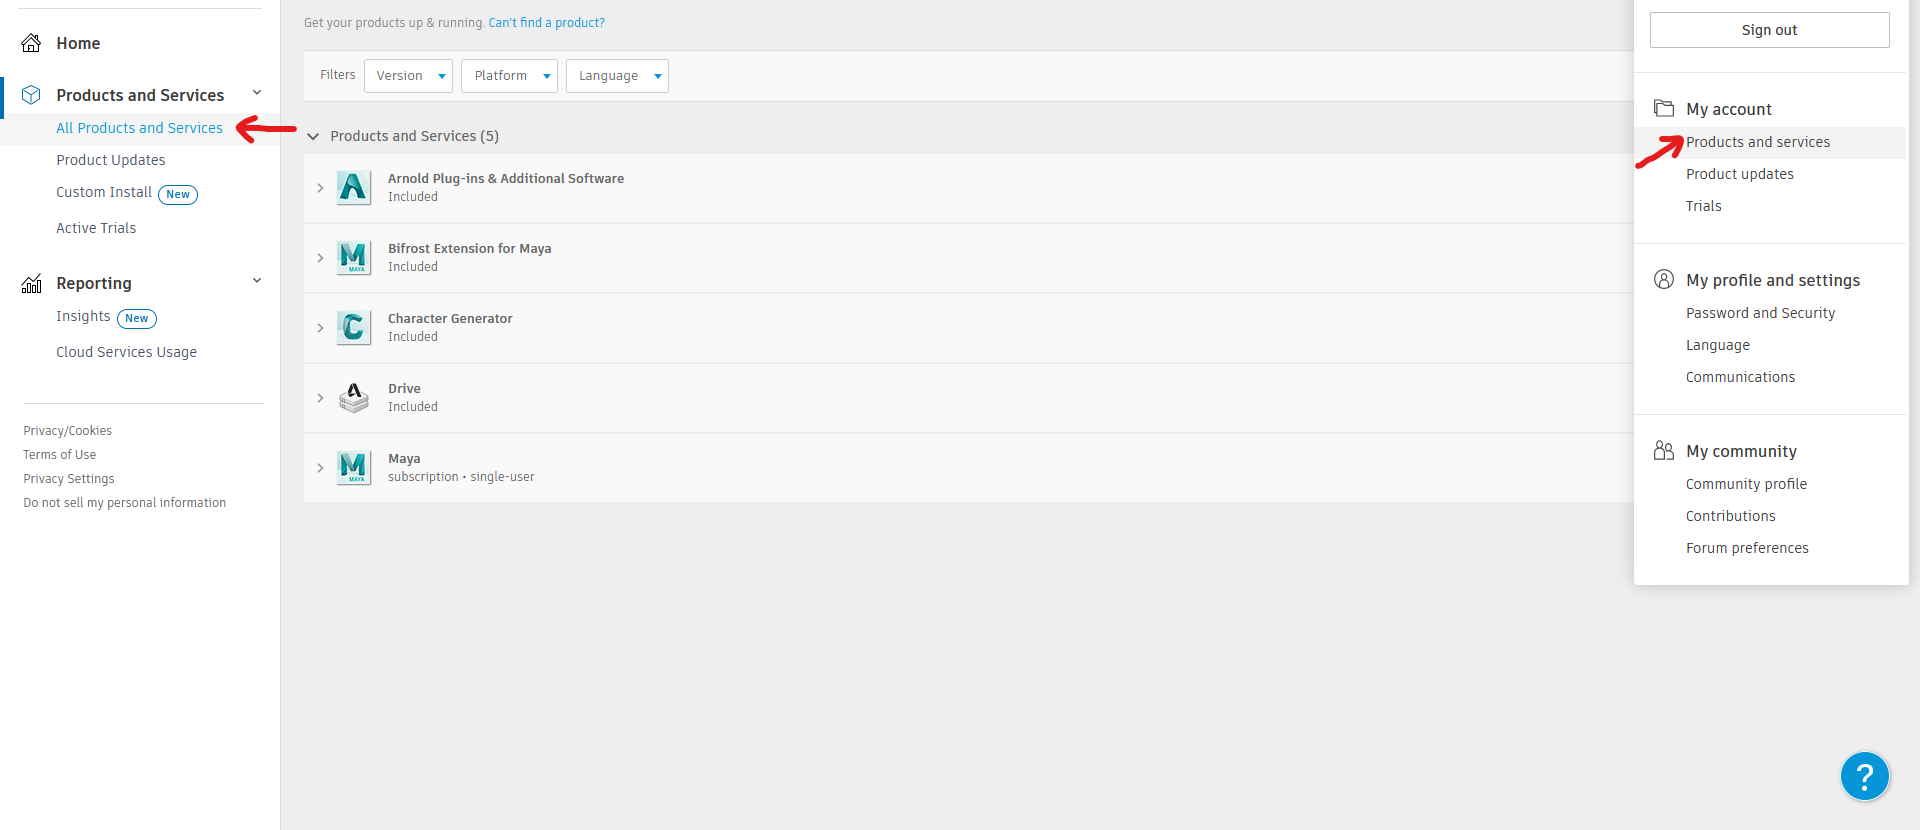 Home
Products and Services
All Products and Services
Product Updates
Custom Install New
Active Trials
Reporting
Insights New
Cloud Services Usage
Privacy/Cookies
Terms of Use
Privacy Settings
Do not sell my personal information
Get your products up & running. Can't find a product?
Filters Version Platform Language
Products and Services (5)
Arnold Plug-ins & Additional Software
Included
Bifrost Extension for Maya
Included
MAYA
Character Generator
Included
Drive
Included
Maya
subscription • single-user
MAYA
Sign out
My account
Products and services
Product updates
Trials
My profile and settings
Password and Security
Language
Communications
My community
Community profile
Contributions
Forum preferences
?